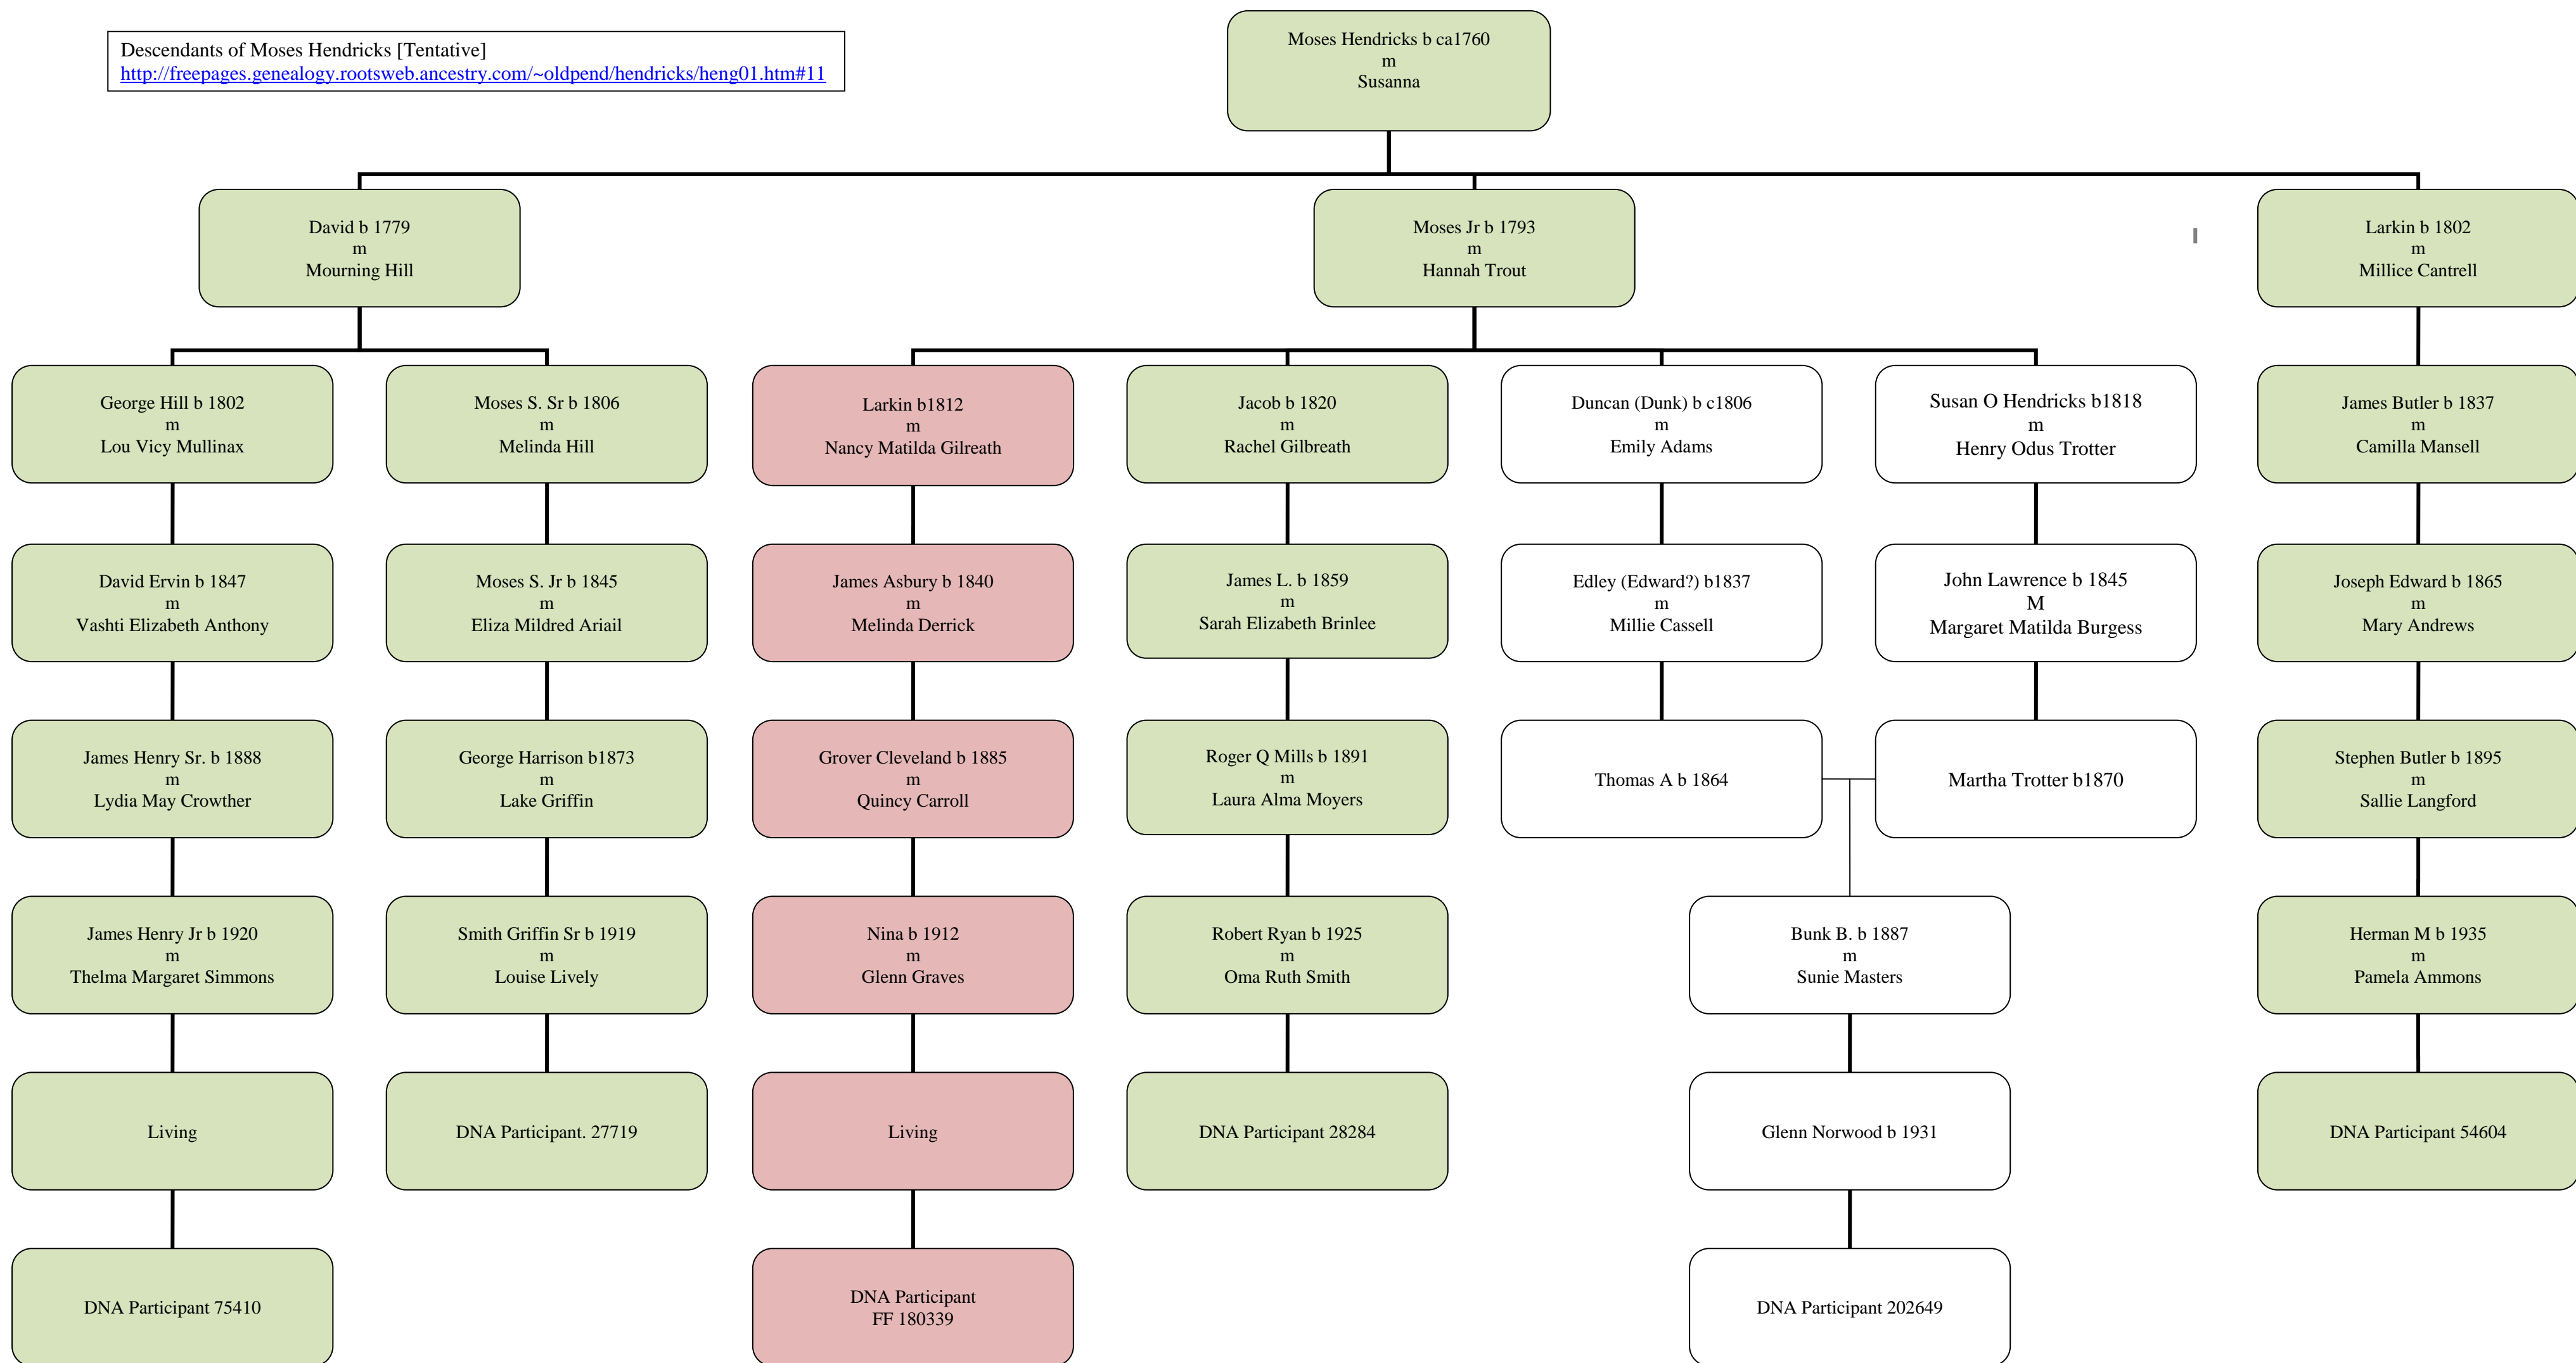 Descendants of Moses Hendricks [Tentative]
http://freepages.genealogy.rootsweb.ancestry.com/~oldpend/hendricks/heng01.htm#11
Moses Hendricks b ca1760
m
Susanna
David b 1779
m
Mourning Hill
Moses Jr b 1793
m
Hannah Trout
Larkin b 1802
m
Millice Cantrell
George Hill b 1802
m
Lou Vicy Mullinax
Moses S. Sr b 1806
m
Melinda Hill
Larkin b1812
m
Nancy Matilda Gilreath
Jacob b 1820
m
Rachel Gilbreath
Duncan (Dunk) b c1806
m
Emily Adams
Susan O Hendricks b1818
m
Henry Odus Trotter
James Butler b 1837
m
Camilla Mansell
David Ervin b 1847
m
Vashti Elizabeth Anthony
Moses S. Jr b 1845
m
Eliza Mildred Ariail
James Asbury b 1840
m
Melinda Derrick
James L. b 1859
m
Sarah Elizabeth Brinlee
Edley (Edward?) b1837
m
Millie Cassell
John Lawrence b 1845
M
Margaret Matilda Burgess
Joseph Edward b 1865
m
Mary Andrews
James Henry Sr. b 1888
m
Lydia May Crowther
George Harrison b1873
m
Lake Griffin
Grover Cleveland b 1885
m
Quincy Carroll
Roger Q Mills b 1891
m
Laura Alma Moyers
Thomas A b 1864
Martha Trotter b1870
Stephen Butler b 1895
m
Sallie Langford
James Henry Jr b 1920
m
Thelma Margaret Simmons
Smith Griffin Sr b 1919
m
Louise Lively
Nina b 1912
m
Glenn Graves
Robert Ryan b 1925
m
Oma Ruth Smith
Bunk B. b 1887
m
Sunie Masters
Herman M b 1935
m
Pamela Ammons
Living
DNA Participant. 27719
Living
DNA Participant 28284
Glenn Norwood b 1931
DNA Participant 54604
DNA Participant 75410
DNA Participant
FF 180339
DNA Participant 202649